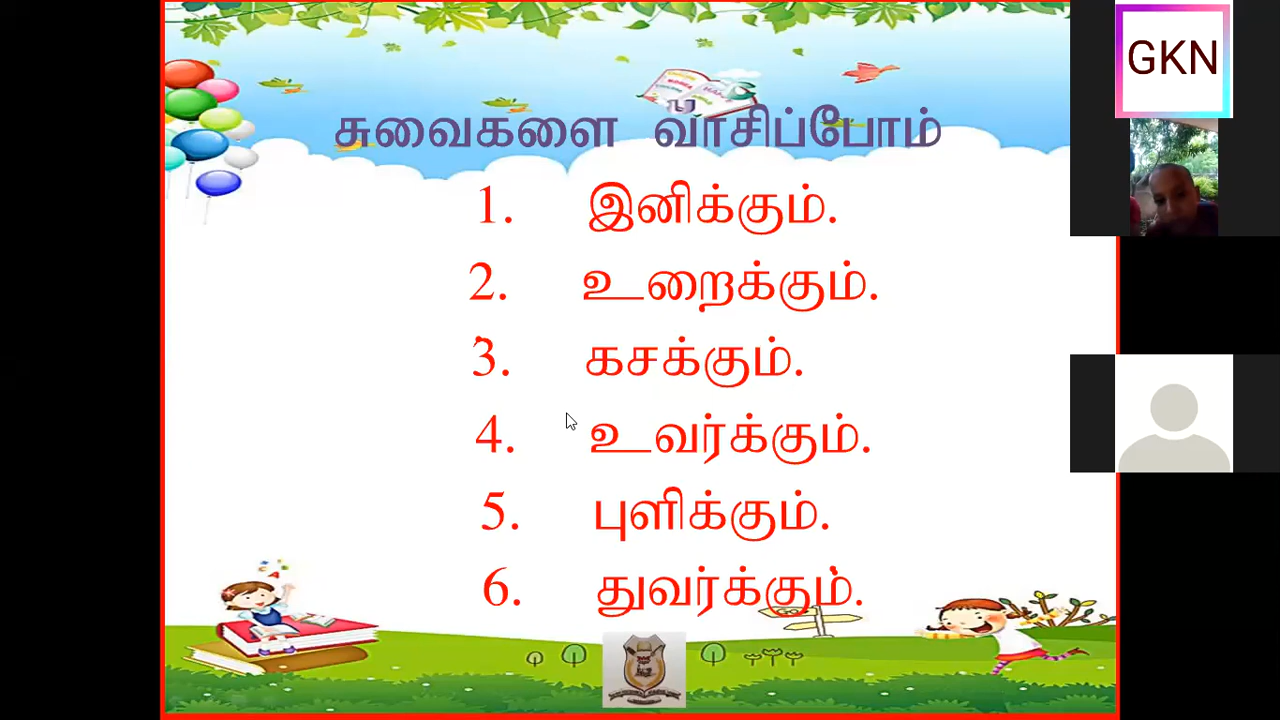 சுவைகளை வாசிப்போம்
1. இனிக்கும்.
2. உறைக்கும்.
3. கசக்கும்.
4. உவர்க்கும்.
5. புளிக்கும்.
6. துவர்க்கும்.
GKN